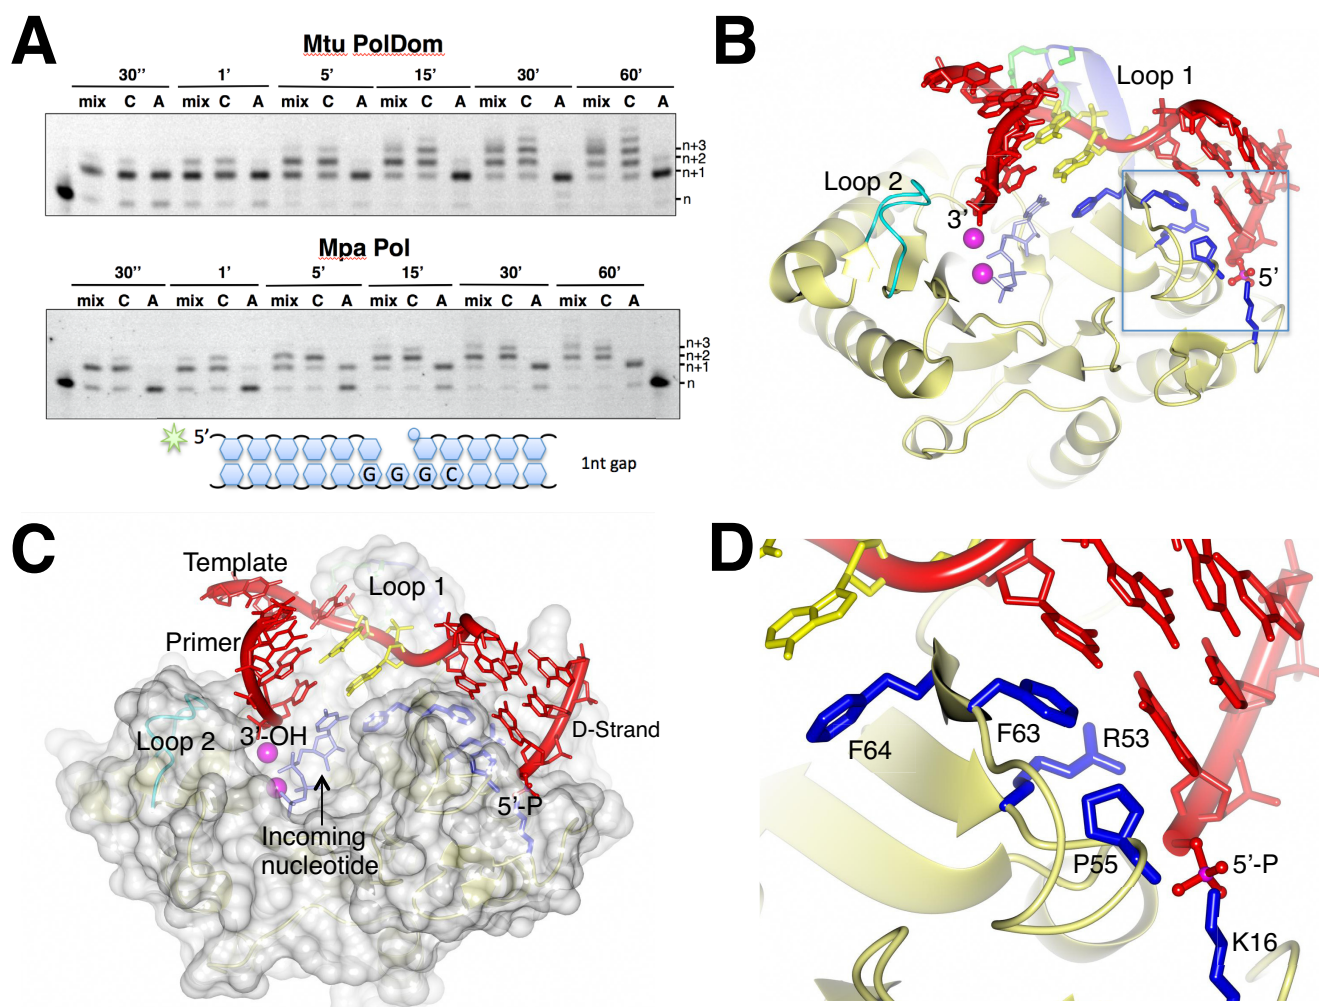 A
Mtu PolDom
30’’ 1’ 5’ 15’ 30’ 60’
mix C A mix C A mix C A mix C A mix C A mix C A
n+3
n+2
n+1
n
Mpa Pol
30’’ 1’ 5’ 15’ 30’ 60’
mix C A mix C A mix C A mix C A mix C A mix C A
n+3
n+2
n+1
n
5’
G G G C
1nt gap
B
Loop 1
Loop 2
3’
5’
C
Template
Loop 1
Primer
D-Strand
Loop 2
3’-OH
5’-P
Incoming
nucleotide
D
F64
F63
R53
P55
5’-P
K16